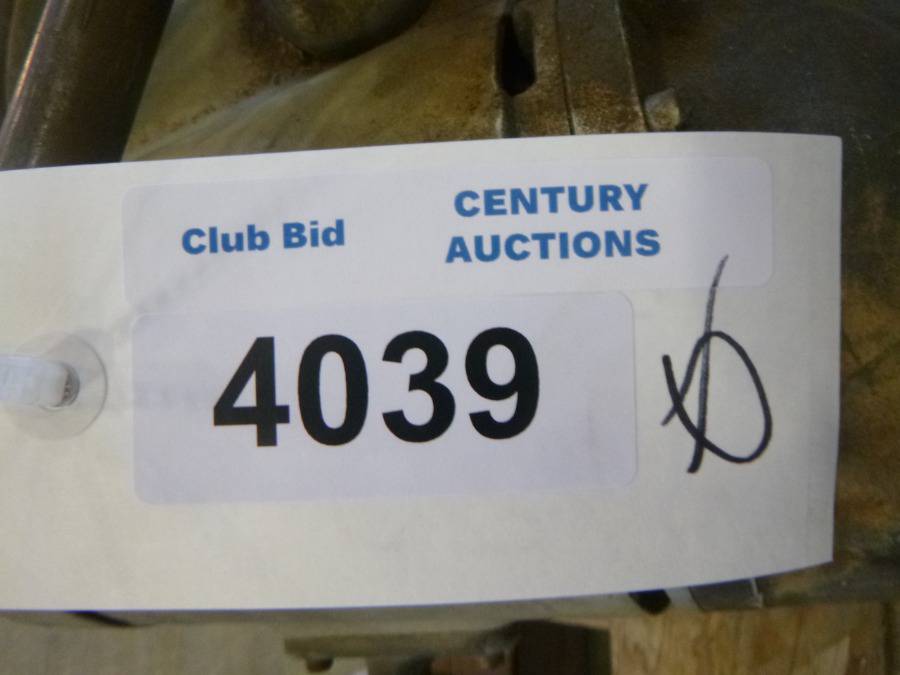 Club Bid
CENTURY
AUCTIONS
4039